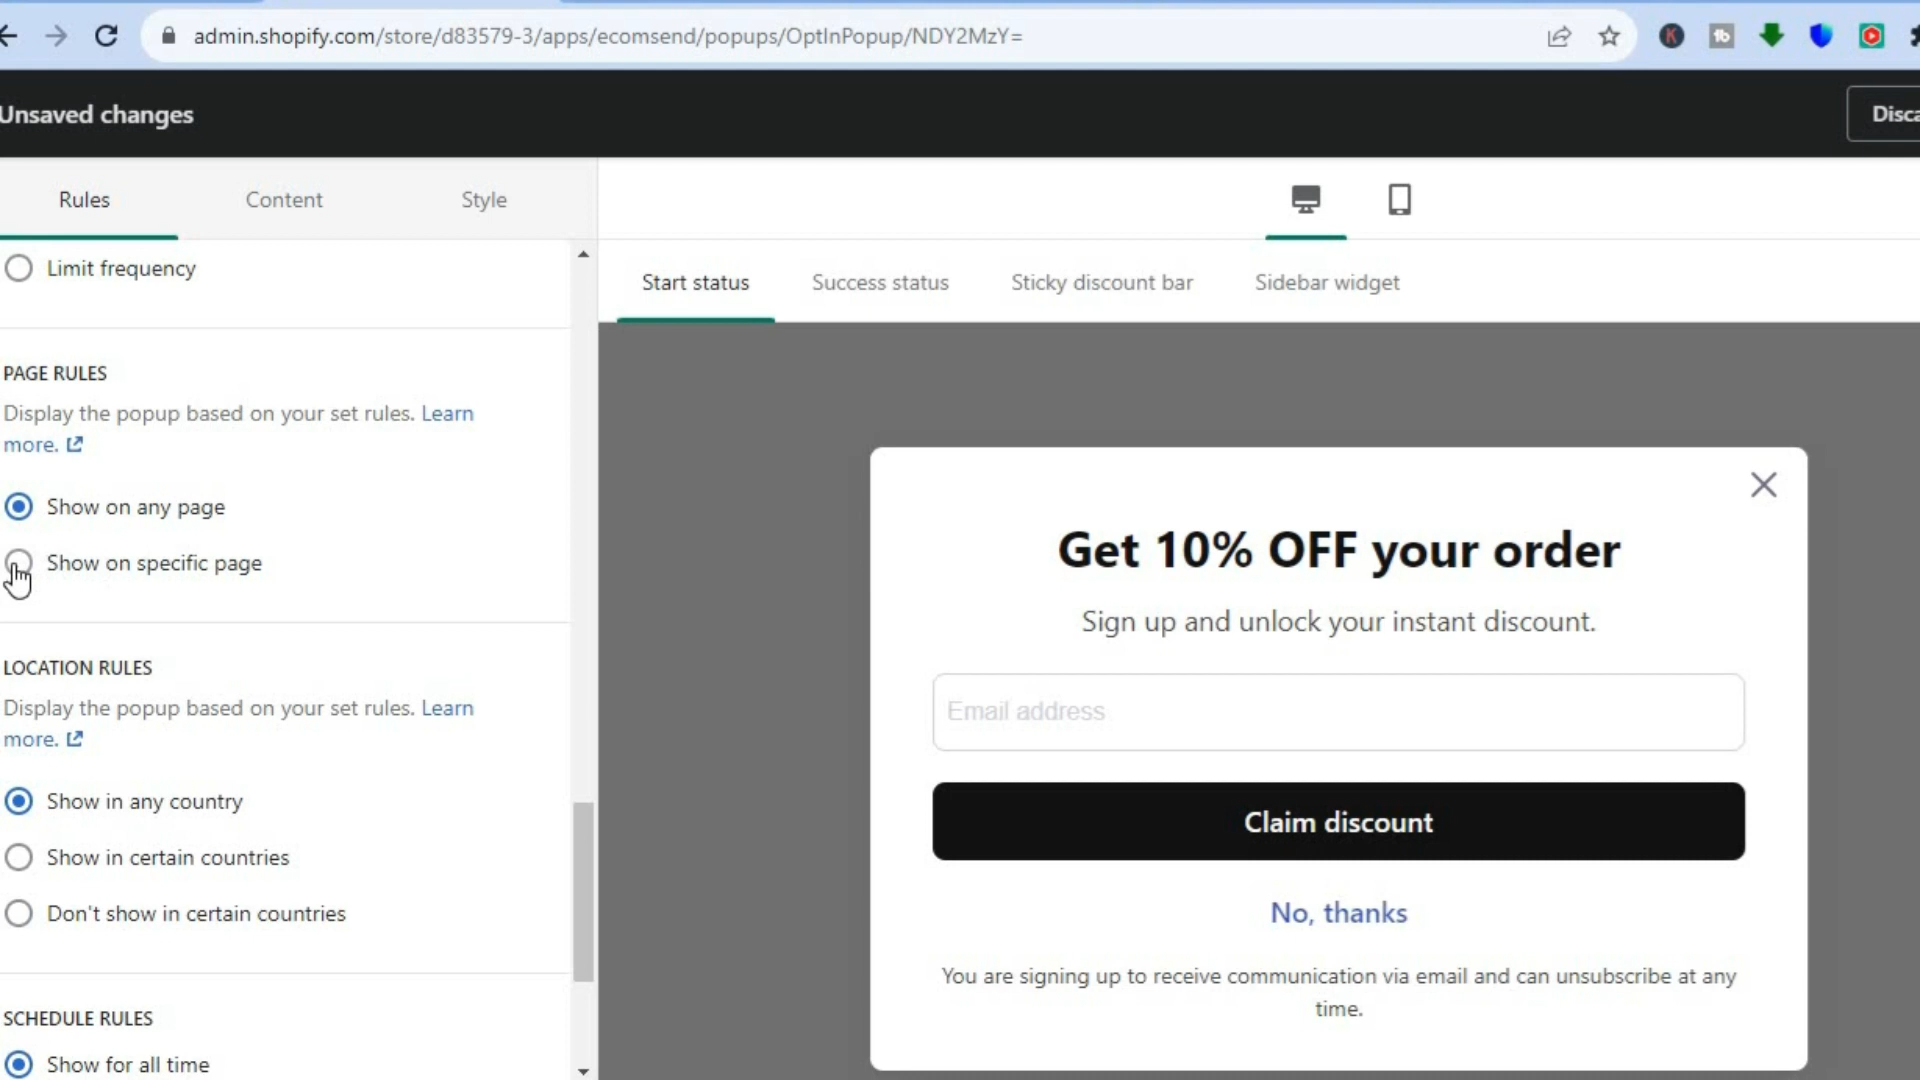 admin.shopify.com/store/d83579-3/apps/ecomsend/popups/OptInPopup/NDY2MzY=
Unsaved changes
Rules
Content
Style
Limit frequency
Start status
Success status
Sticky discount bar
Sidebar widget
PAGE RULES
Display the popup based on your set rules. Learn
more.
Show on any page
Show on specific page
LOCATION RULES
Display the popup based on your set rules. Learn
more.
Show in any country
Show in certain countries
Don't show in certain countries
SCHEDULE RULES
Show for all time
Get 10% OFF your order
Sign up and unlock your instant discount.
Email address
Claim discount
No, thanks
You are signing up to receive communication via email and can unsubscribe at any
time.